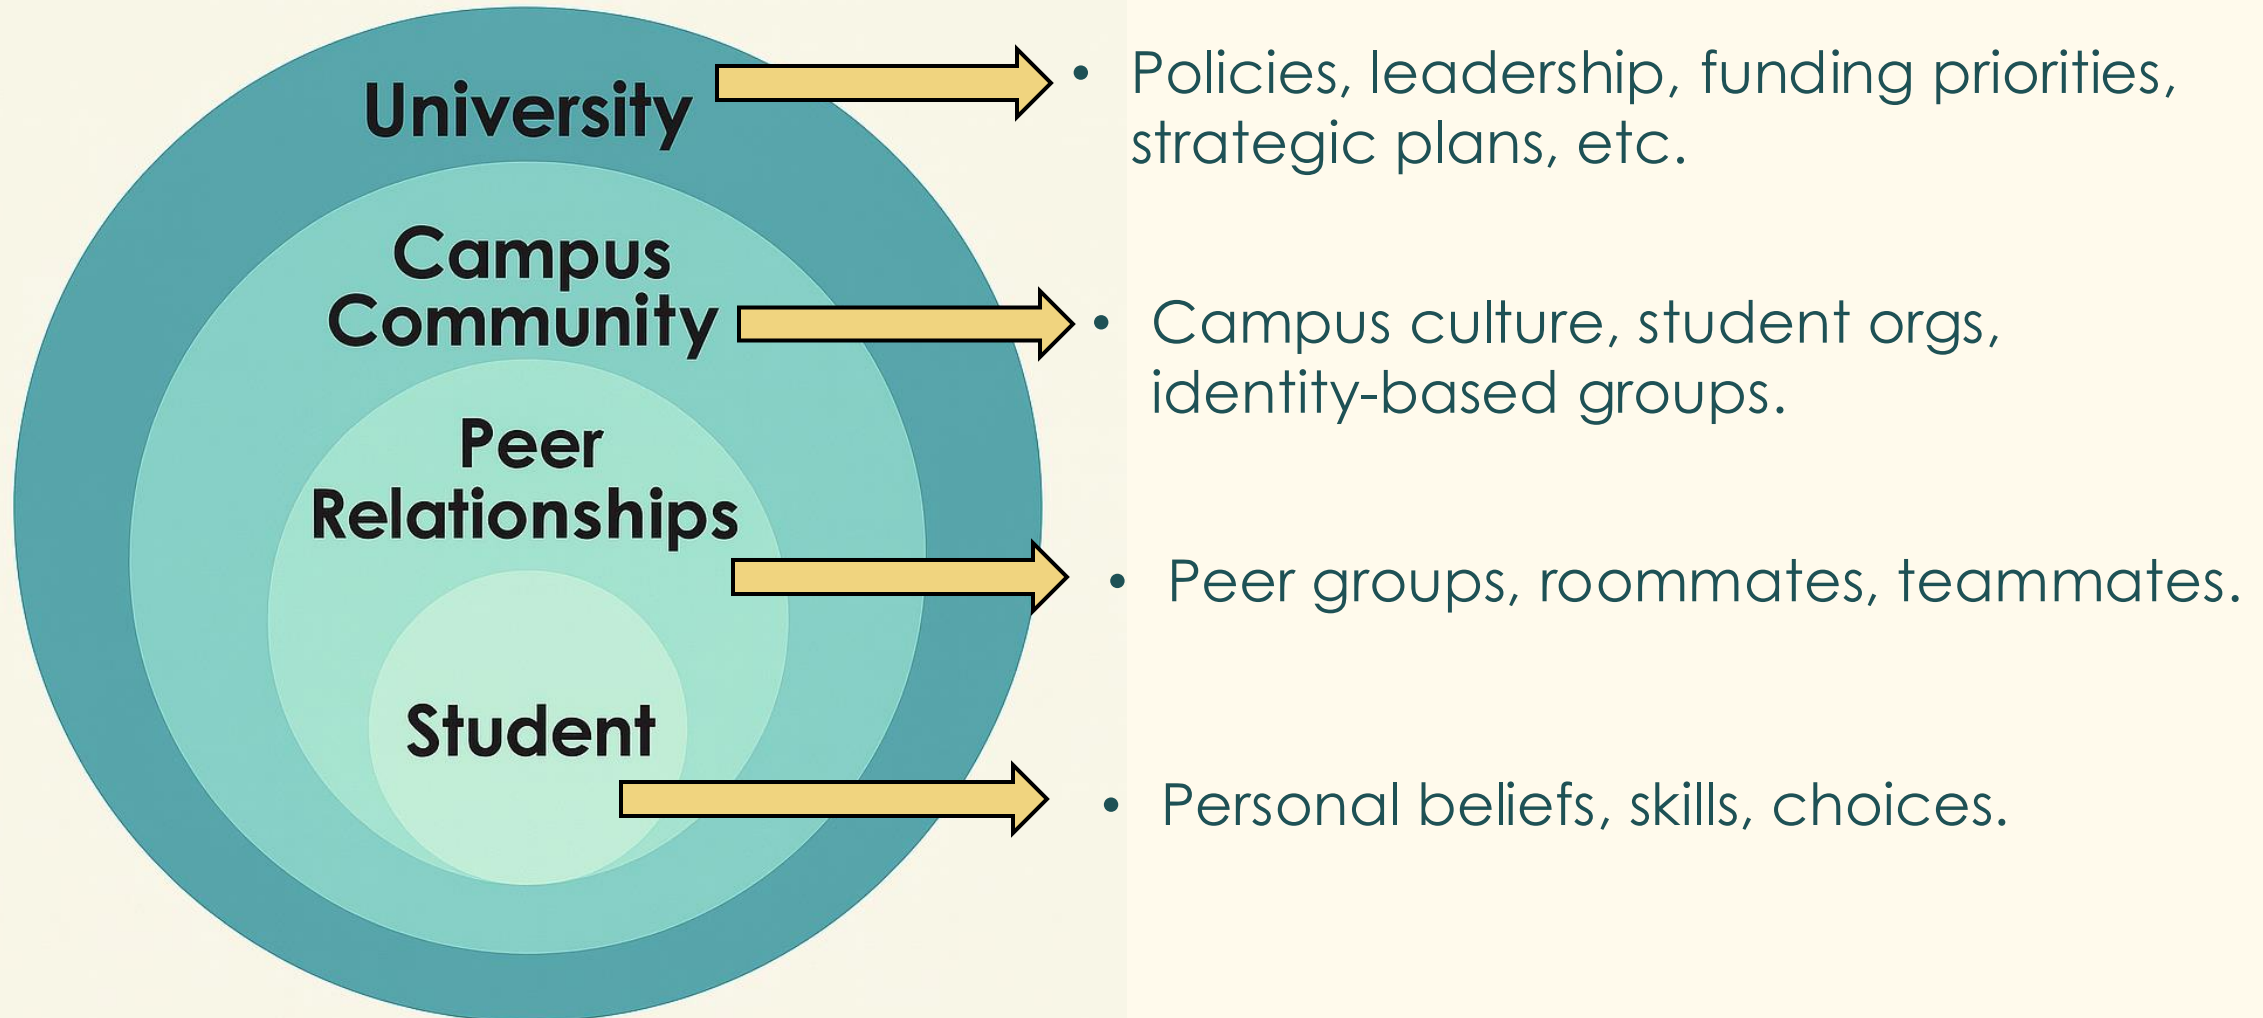 University
• Policies, leadership, funding priorities,
strategic plans, etc.
Campus
Community
• Campus culture, student orgs,
identity-based groups.
Peer
Relationships
• Peer groups, roommates, teammates.
Student
• Personal beliefs, skills, choices.